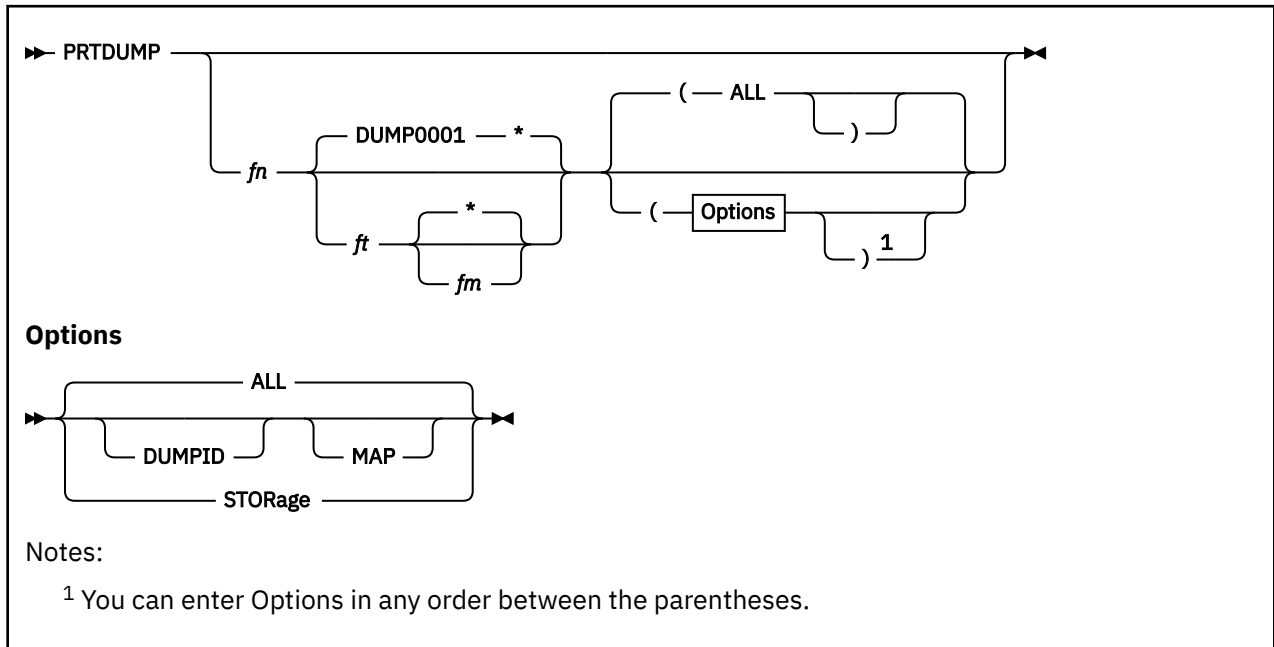 PRTDUMP
( ALL
)
DUMP0001 *
fn
( Options
) 1
*
ft
fm
Options
ALL
DUMPID MAP
STORage
Notes:
1 You can enter Options in any order between the parentheses.